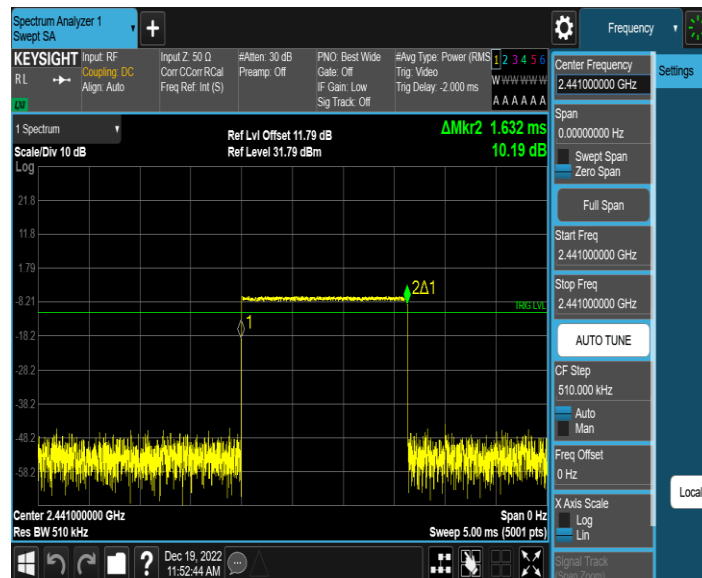 Spectrum Analyzer 1
Swept SA
+
Frequency
KEYSIGHT
RL
LXI
Input: RF
Coupling: DC
Align: Auto
Input Z: 50 Ω
Corr CCorr RCal
Freq Ref: Int (S)
#Atten: 30 dB
Preamp: Off
PNO: Best Wide
Gate: Off
IF Gain: Low
Sig Track: Off
#Avg Type: Power (RMS
Trig: Video
Trig Delay: -2.000 ms
1 2 3 4 5 6
W W W W W W
A A A A A A
1 Spectrum
Scale/Div 10 dB
Log
Ref Lvl Offset 11.79 dB
Ref Level 31.79 dBm
ΔMkr2 1.632 ms
10.19 dB
21.8
11.8
1.79
-8.21
-18.2
-28.2
-38.2
-48.2
-58.2
2Δ1
1
TRIG LVL
Center 2.441000000 GHz
Res BW 510 kHz
Span 0 Hz
Sweep 5.00 ms (5001 pts)
?
Dec 19, 2022
11:52:44 AM
Center Frequency
2.441000000 GHz
Span
0.00000000 Hz
Swept Span
Zero Span
Full Span
Start Freq
2.441000000 GHz
Stop Freq
2.441000000 GHz
AUTO TUNE
CF Step
510.000 kHz
Auto
Man
Freq Offset
0 Hz
X Axis Scale
Log
Lin
Signal Track
(Span Zoom)
Settings
Local